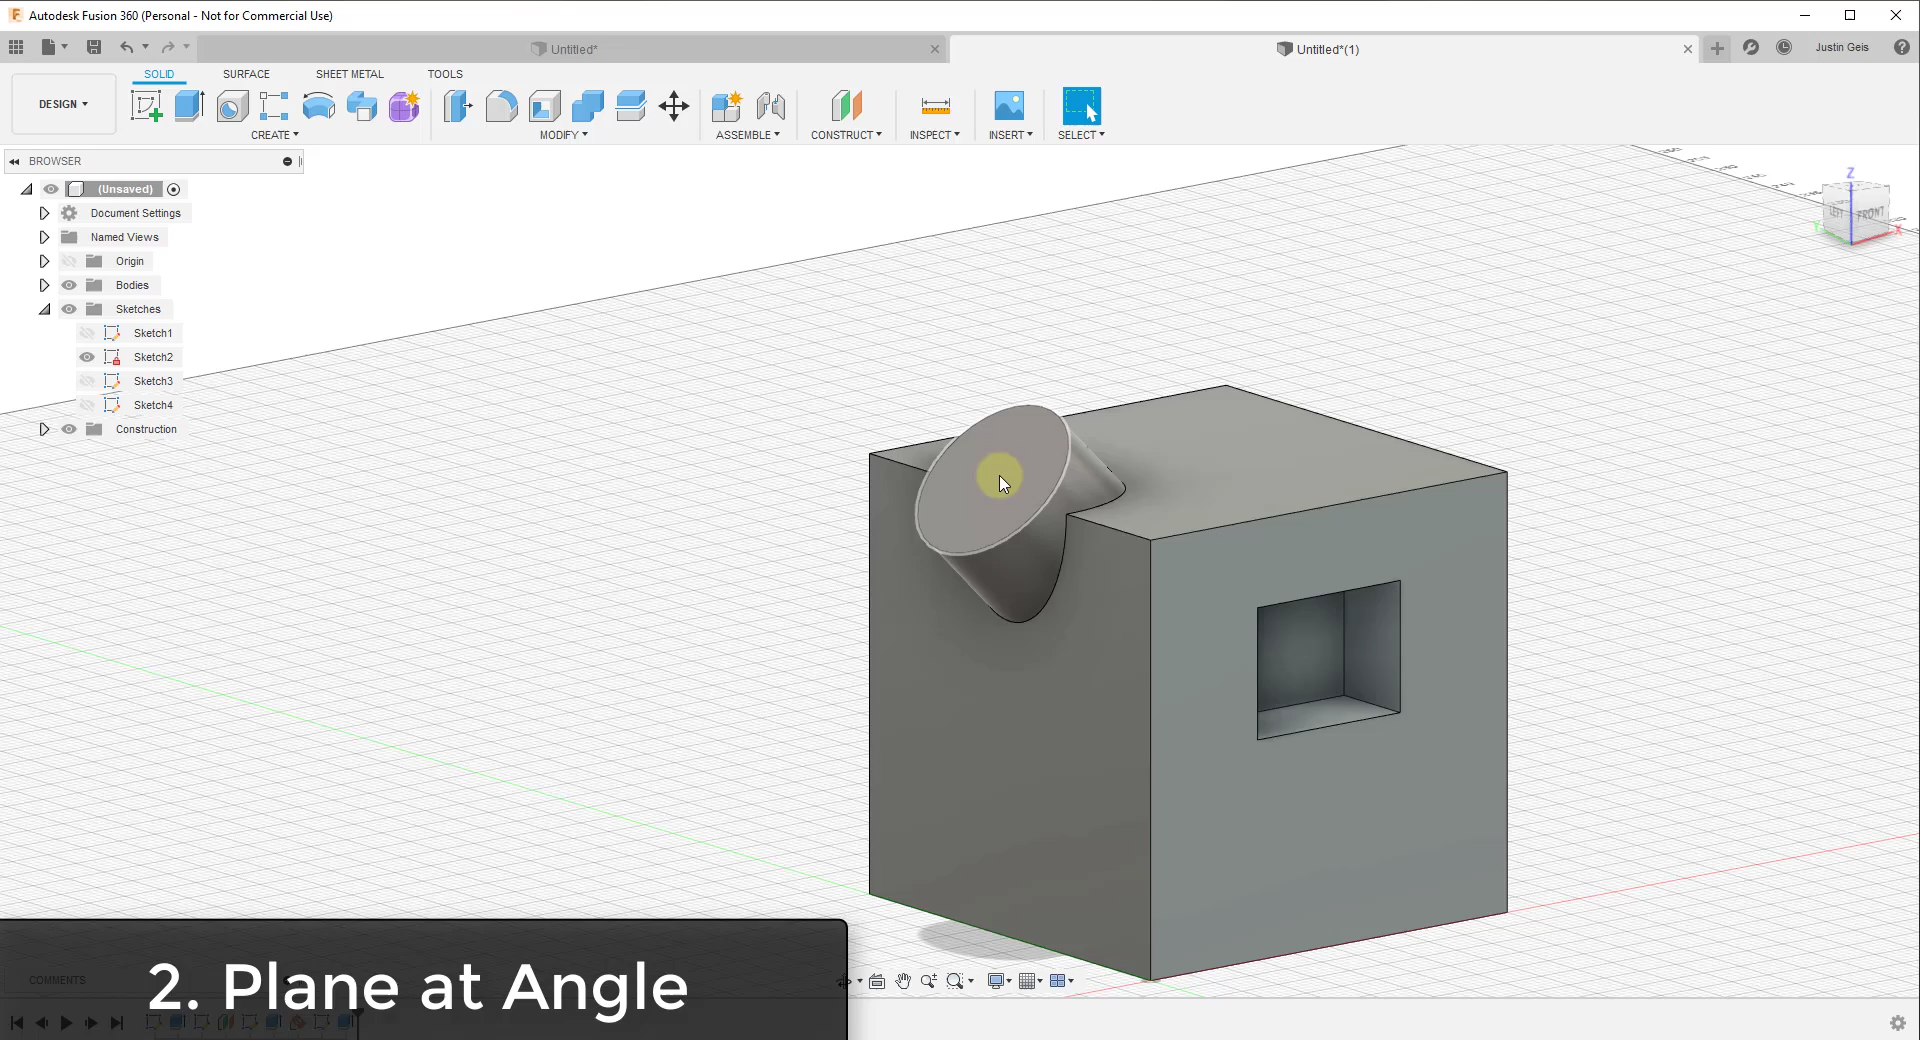 Autodesk Fusion 360 (Personal - Not for Commercial Use)
Untitled*
Untitled*(1)
Justin Geis
DESIGN
SOLID
SURFACE
SHEET METAL
TOOLS
CREATE
MODIFY
ASSEMBLE
CONSTRUCT
INSPECT
INSERT
SELECT
BROWSER
(Unsaved)
Document Settings
Named Views
Origin
Bodies
Sketches
Sketch1
Sketch2
Sketch3
Sketch4
Construction
Z
LEFT
FRONT
Y
X
COMMENTS
2. Plane at Angle